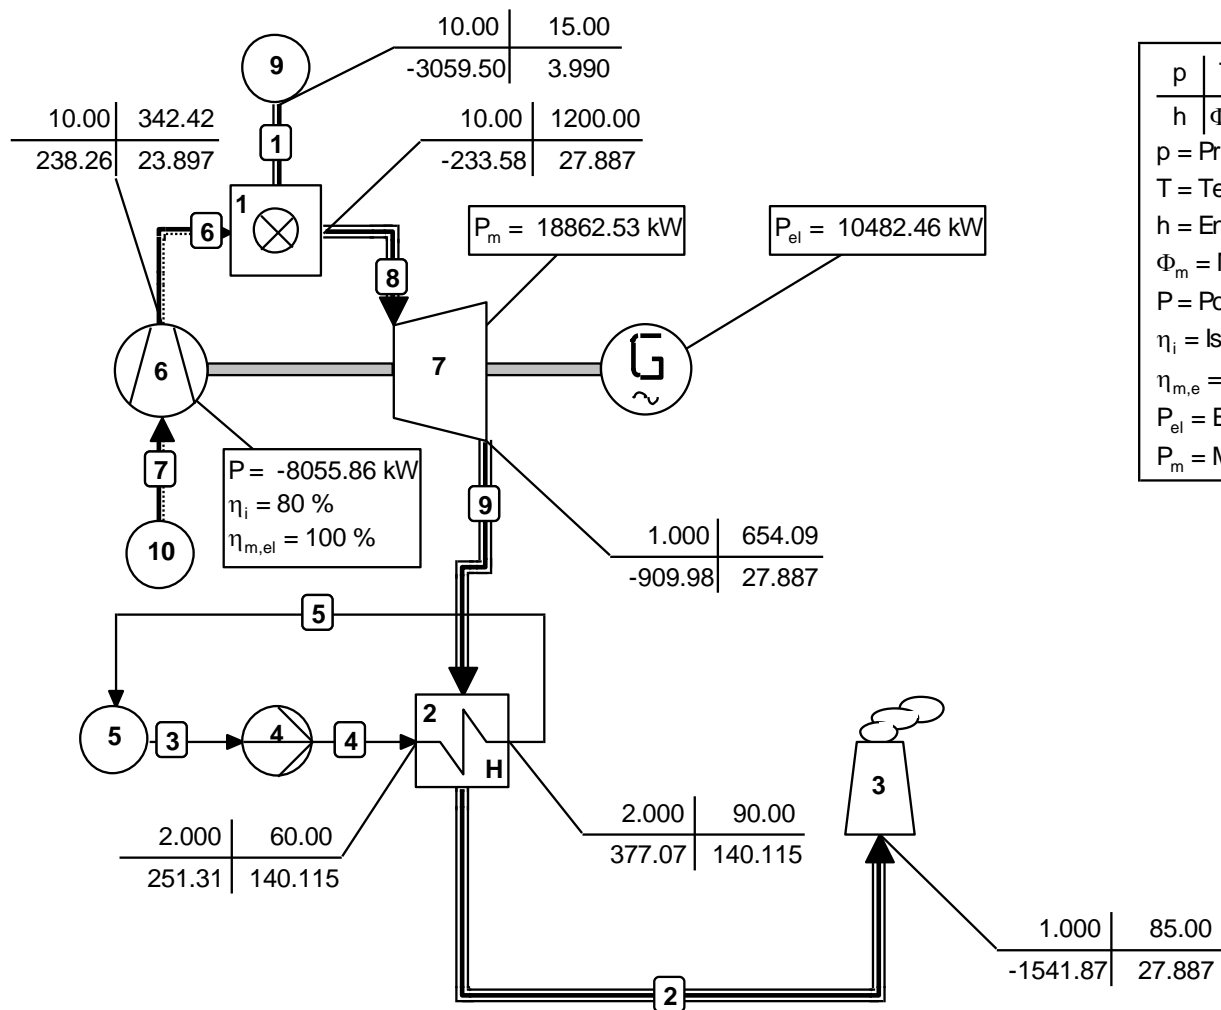 10.00 15.00
-3059.50 3.990
9
10.00 342.42
238.26 23.897
1
10.00 1200.00
-233.58 27.887
1
6
8
P_m = 18862.53 kW
P_el = 10482.46 kW
p
h
p = Pr
T = Te
h = En
Φ_m = M
P = Po
η_i = Is
η_m,e =
P_el = E
P_m = M
6
7
G
~
7
10
P = -8055.86 kW
η_i = 80 %
η_m,el = 100 %
9
1.000 654.09
-909.98 27.887
5
5
3
4
4
2
H
3
2.000 60.00
251.31 140.115
2.000 90.00
377.07 140.115
1.000 85.00
-1541.87 27.887
2